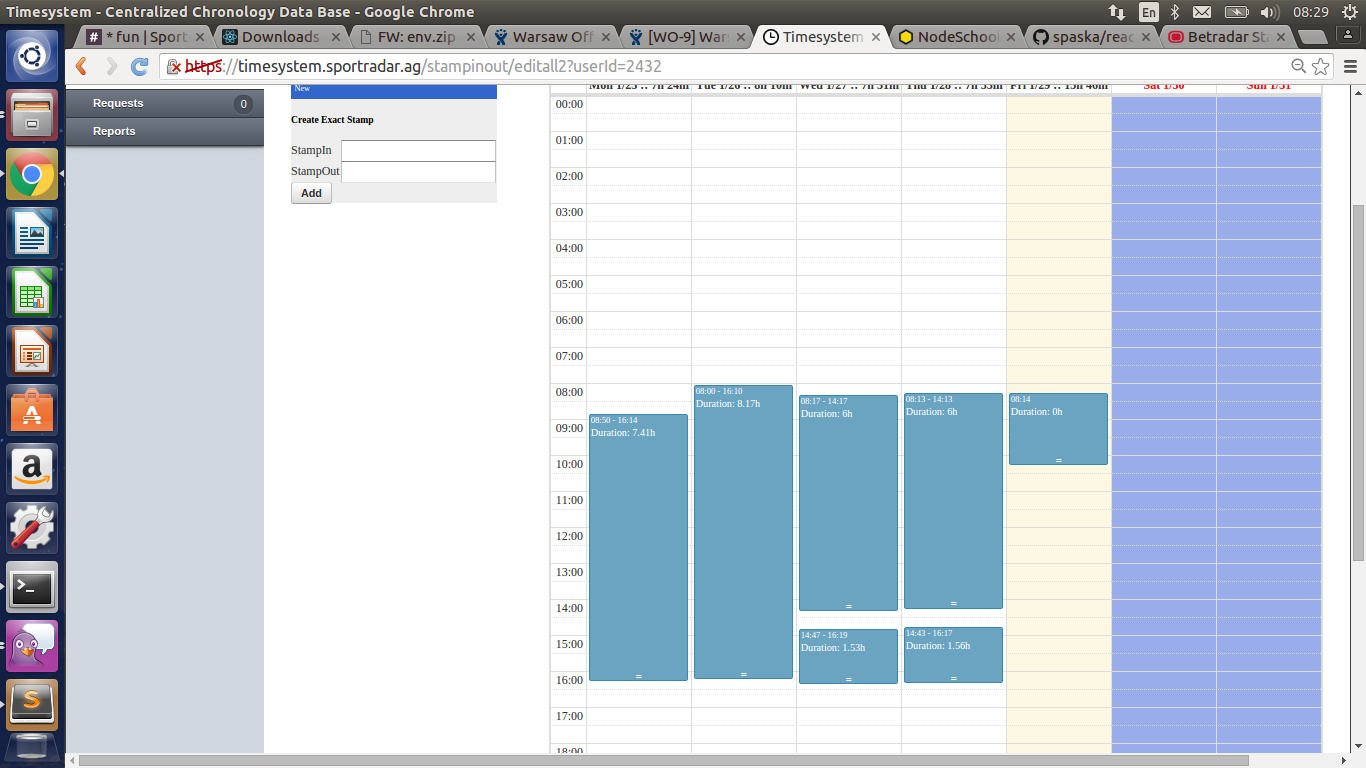 Timesystem - Centralized Chronology Data Base - Google Chrome
En
08:29
* fun | Sport
Downloads
FW: env.zip
Warsaw Off
[WO-9] War
Timesystem
NodeSchool
spaska/read
Betradar Sta
https://timesystem.sportradar.ag/stampinout/editall2?userId=2432
Requests
0
Reports
New
Create Exact Stamp
StampIn
StampOut
Add
Mon 1/25 :: 7h 24m
Tue 1/26 :: 8h 10m
Wed 1/27 :: 7h 31m
Thu 1/28 :: 7h 33m
Fri 1/29 :: 15h 46m
Sat 1/30
Sun 1/31
00:00
01:00
02:00
03:00
04:00
05:00
06:00
07:00
08:00
09:00
10:00
11:00
12:00
13:00
14:00
15:00
16:00
17:00
18:00
08:50 - 16:14
Duration: 7.41h
08:00 - 16:10
Duration: 8.17h
08:17 - 14:17
Duration: 6h
14:47 - 16:19
Duration: 1.53h
08:13 - 14:13
Duration: 6h
14:43 - 16:17
Duration: 1.56h
08:14
Duration: 0h